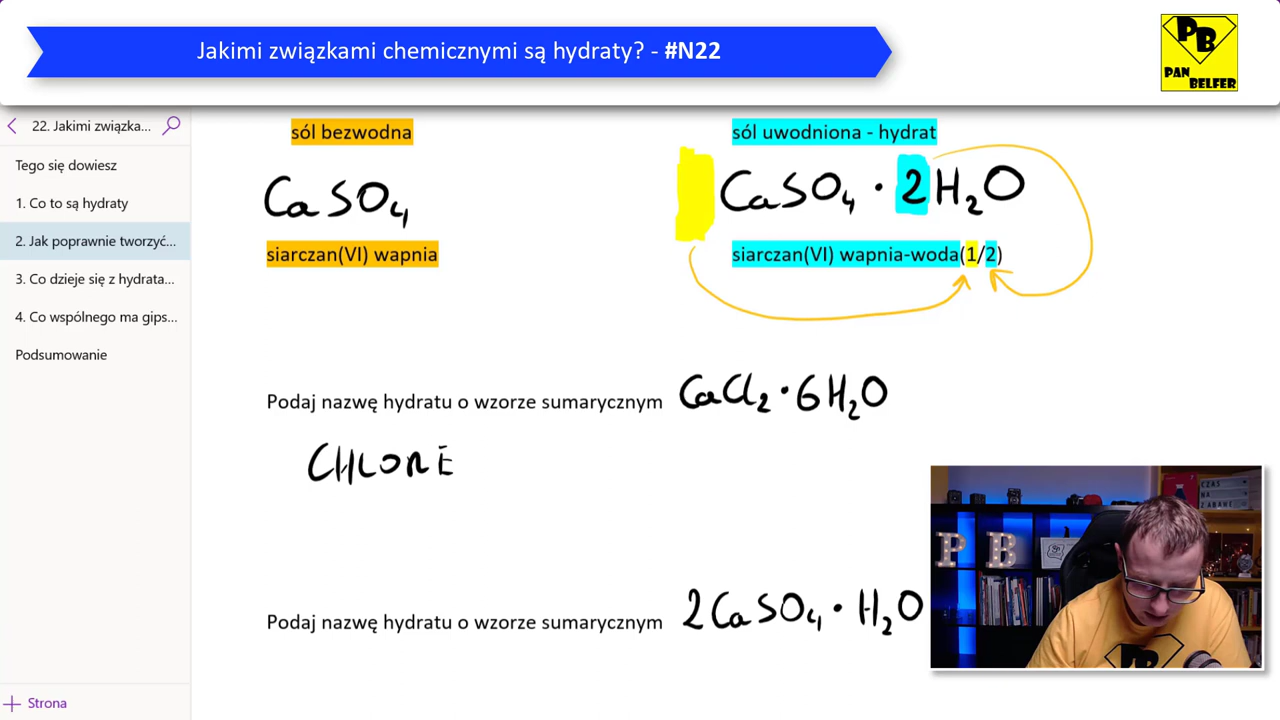 Jakimi związkami chemicznymi są hydraty? - #N22
PB
PAN
BELFER
22. Jakimi związka...
Tego się dowiesz
1. Co to są hydraty
2. Jak poprawnie tworzyć...
3. Co dzieje się z hydrata...
4. Co wspólnego ma gips...
Podsumowanie
Strona
sól bezwodna
CaSO₄
siarczan(VI) wapnia
sól uwodniona - hydrat
CaSO₄ · 2H₂O
siarczan(VI) wapnia-woda(1/2)
Podaj nazwę hydratu o wzorze sumarycznym CaCl₂ · 6H₂O
CHLORE
Podaj nazwę hydratu o wzorze sumarycznym 2CaSO₄ · H₂O
CZAS
NA
ZABAWĘ
P B